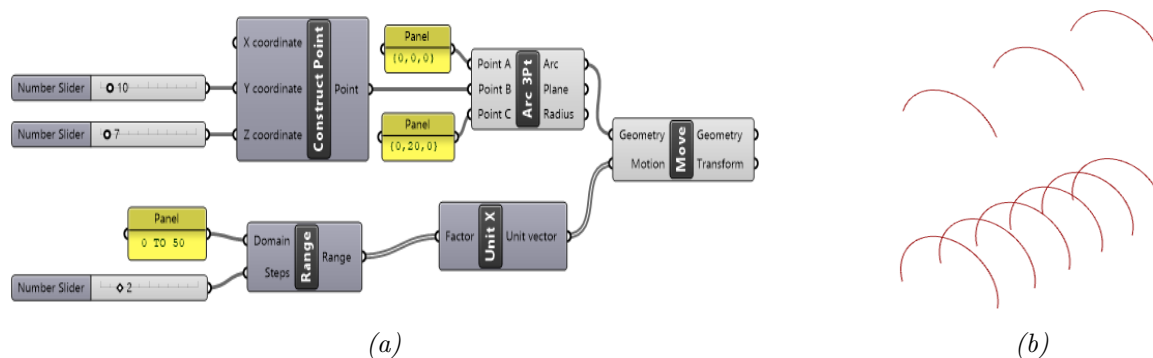 Panel
{0,0,0}
X coordinate
Y coordinate
Z coordinate
Construct Point
Point
Number Slider
10
Number Slider
7
Point A
Point B
Point C
Arc 3Pt
Arc
Plane
Radius
Panel
{0,20,0}
Geometry
Motion
Move
Geometry
Transform
Panel
0 TO 50
Domain
Steps
Range
Range
Factor
Unit X
Unit vector
Number Slider
2
(a)
(b)